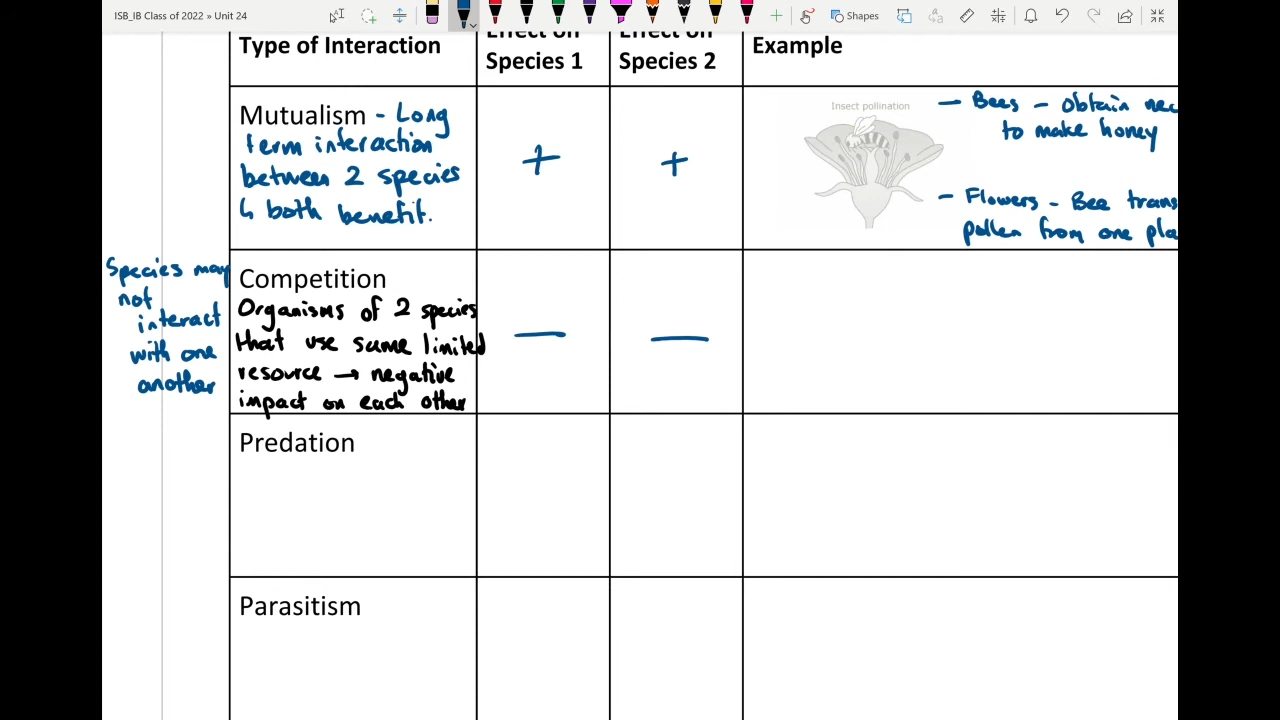 ISB_IB Class of 2022 » Unit 24
Shapes
Type of Interaction
Effect on
Species 1
Effect on
Species 2
Example
Mutualism - Long
term interaction
between 2 species
↳ both benefit.
+
+
Insect pollination
- Bees - obtain nec
to make honey
- Flowers - Bee trans
pollen from one pla
Species may
not
interact
with one
another
Competition
Organisms of 2 species
that use same limited
resource → negative
impact on each other
—
—
Predation
Parasitism